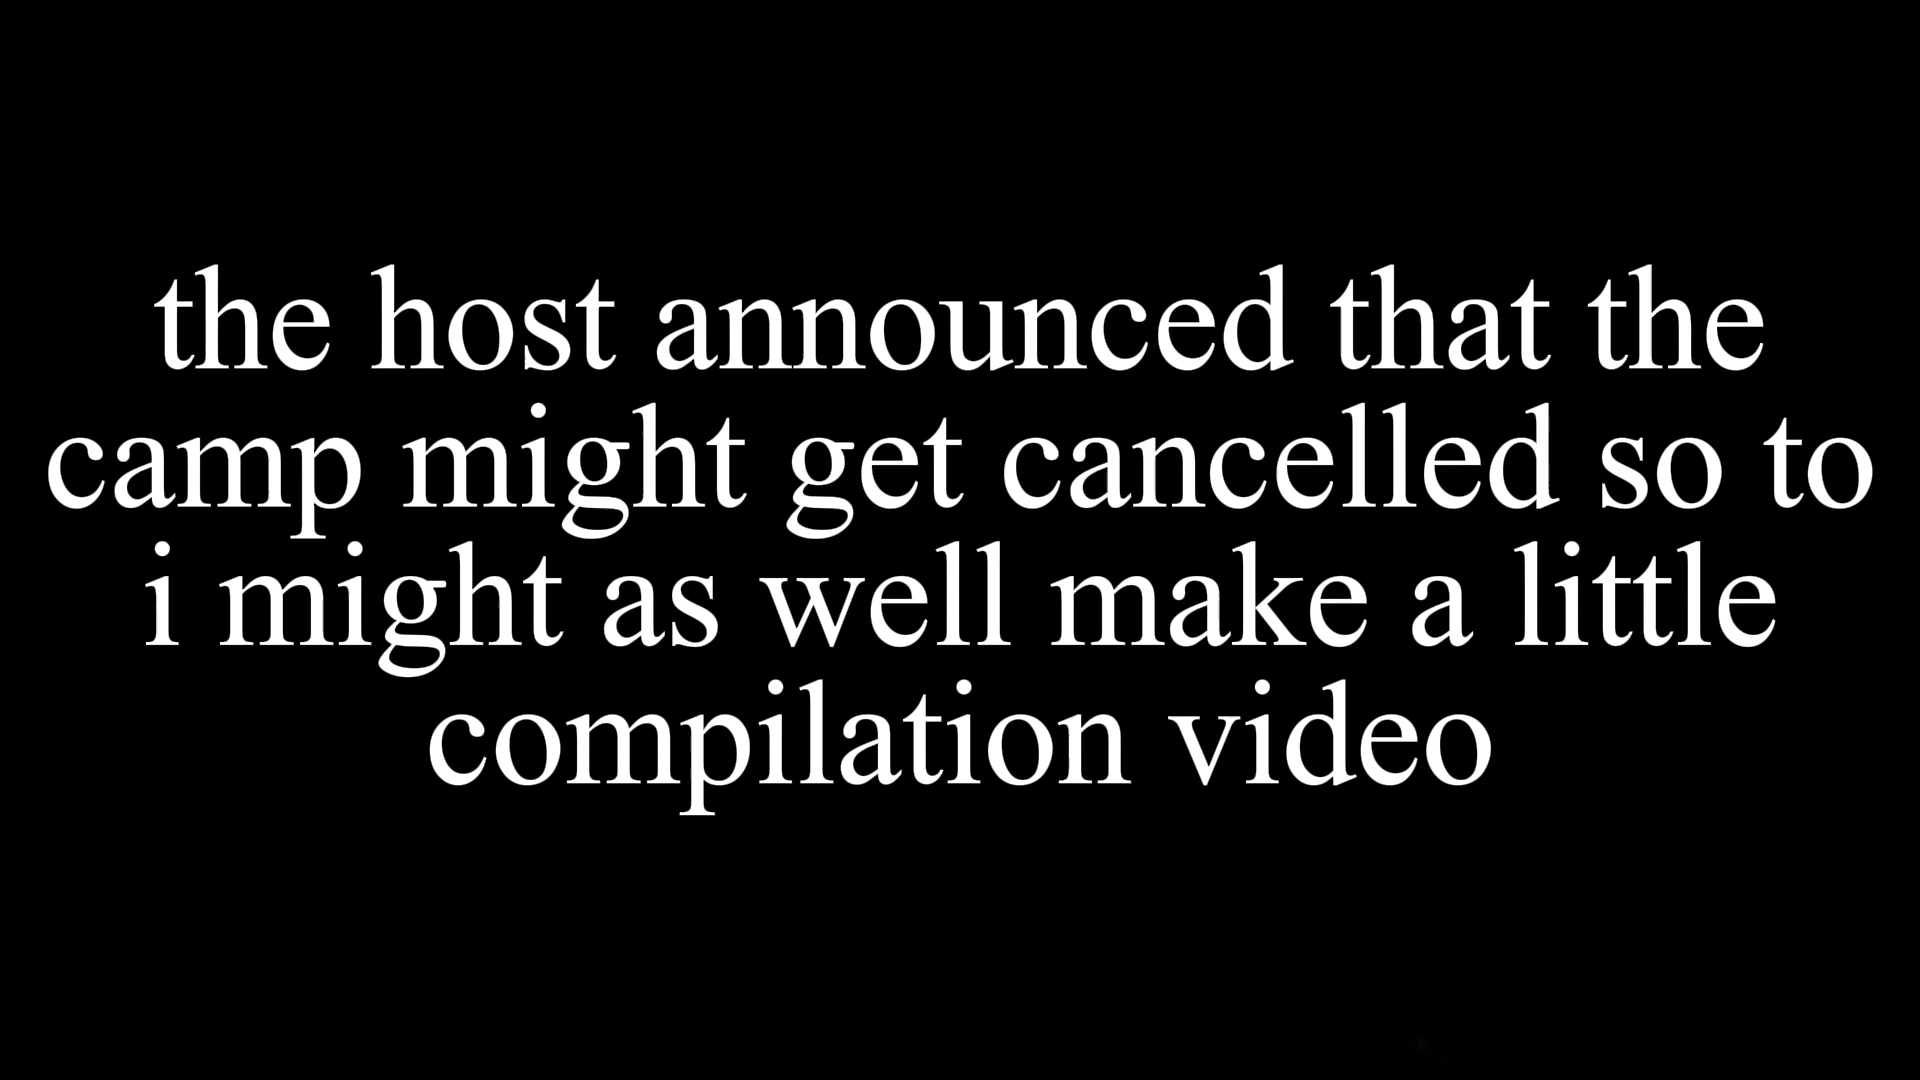 the host announced that the
camp might get cancelled so to
i might as well make a little
compilation video